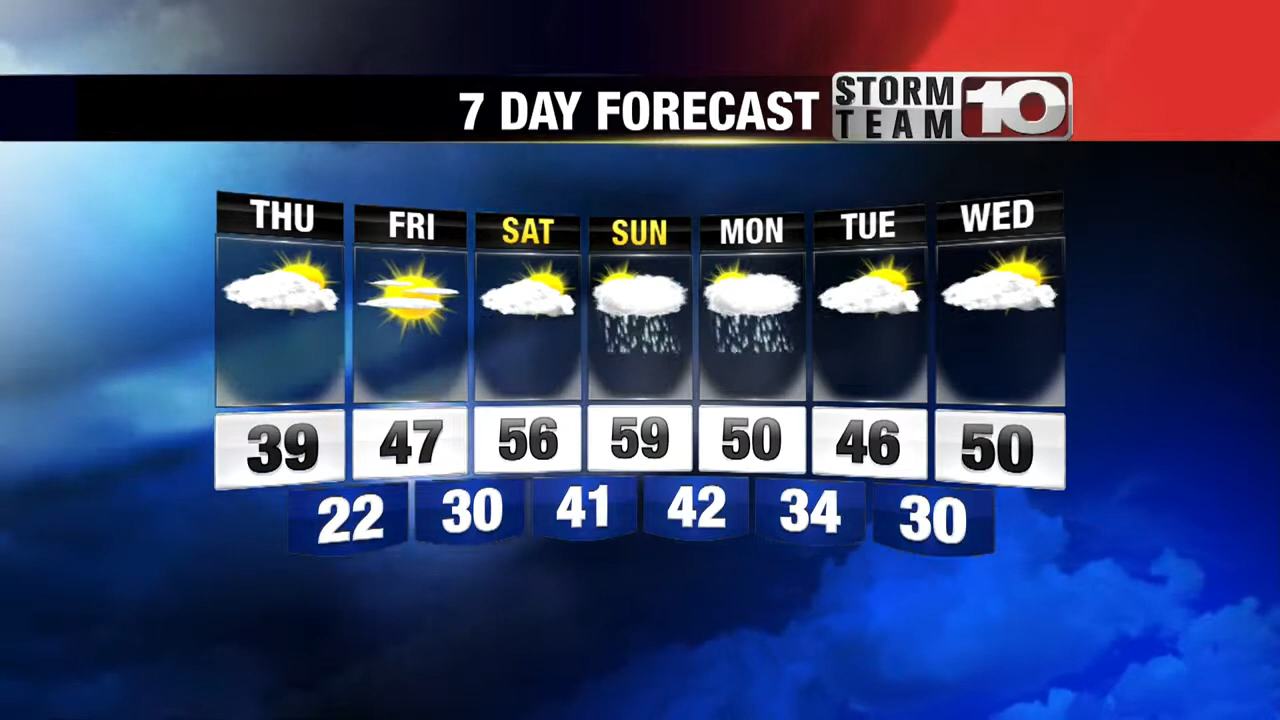 7 DAY FORECAST
STORM TEAM 10
THU FRI SAT SUN MON TUE WED
39 47 56 59 50 46 50
22 30 41 42 34 30